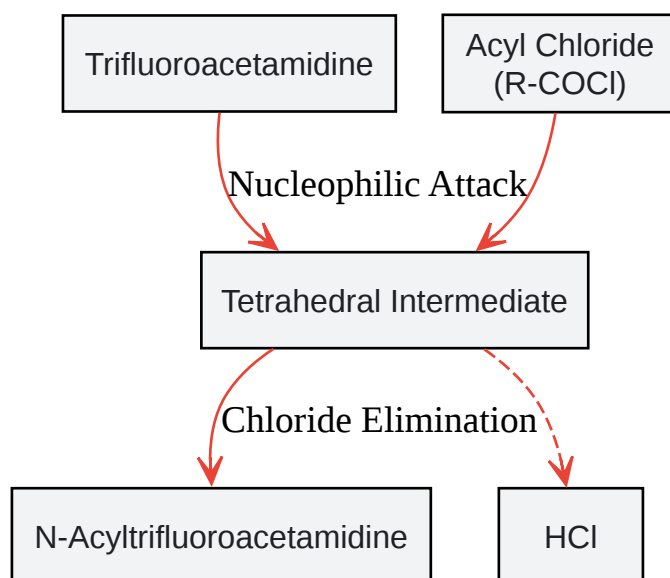 Trifluoroacetamidine
Acyl Chloride
(R-COCl)
Nucleophilic Attack
Tetrahedral Intermediate
Chloride Elimination
N-Acyltrifluoroacetamidine
HCl